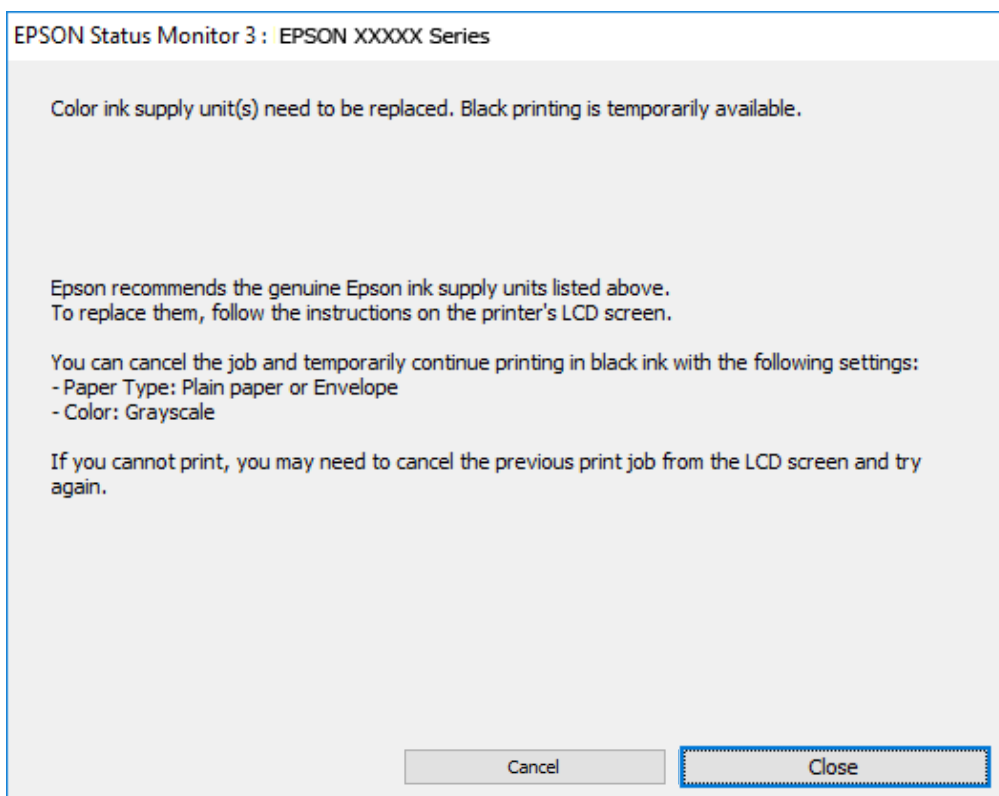 EPSON Status Monitor 3 : EPSON XXXXX Series
Color ink supply unit(s) need to be replaced. Black printing is temporarily available.
Epson recommends the genuine Epson ink supply units listed above.
To replace them, follow the instructions on the printer's LCD screen.
You can cancel the job and temporarily continue printing in black ink with the following settings:
- Paper Type: Plain paper or Envelope
- Color: Grayscale
If you cannot print, you may need to cancel the previous print job from the LCD screen and try
again.
Cancel Close